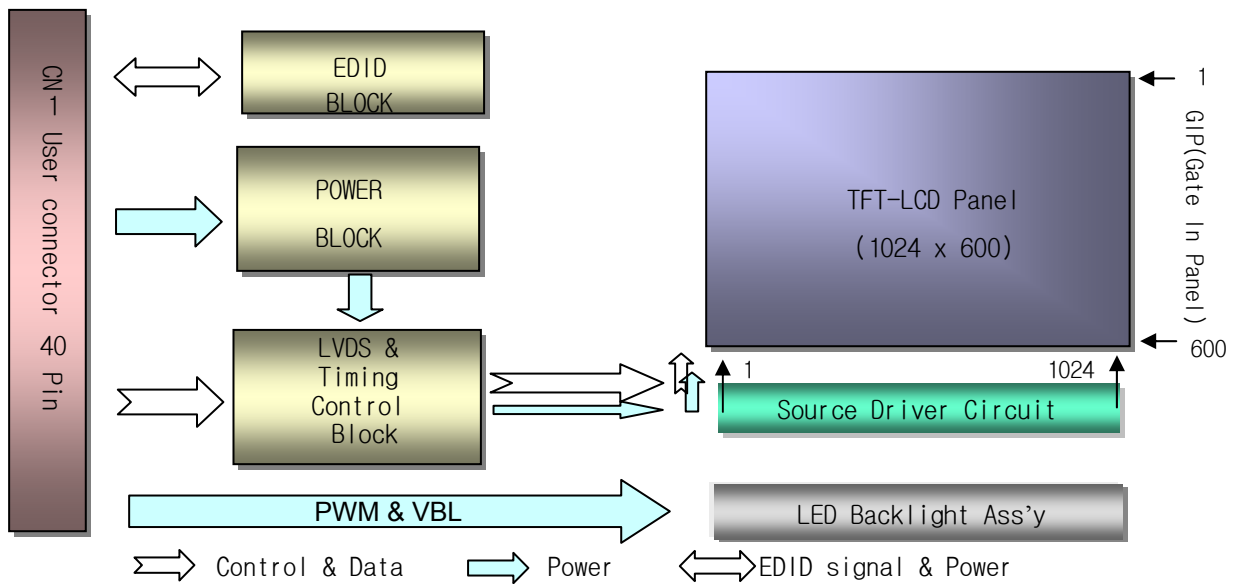 CN1- User connector 40 Pin
EDID
BLOCK
POWER
BLOCK
LVDS &
Timing
Control
Block
TFT-LCD Panel
(1024 x 600)
1
GIP(Gate In Panel)
600
1
1024
Source Driver Circuit
PWM & VBL
LED Backlight Ass’y
Control & Data
Power
EDID signal & Power